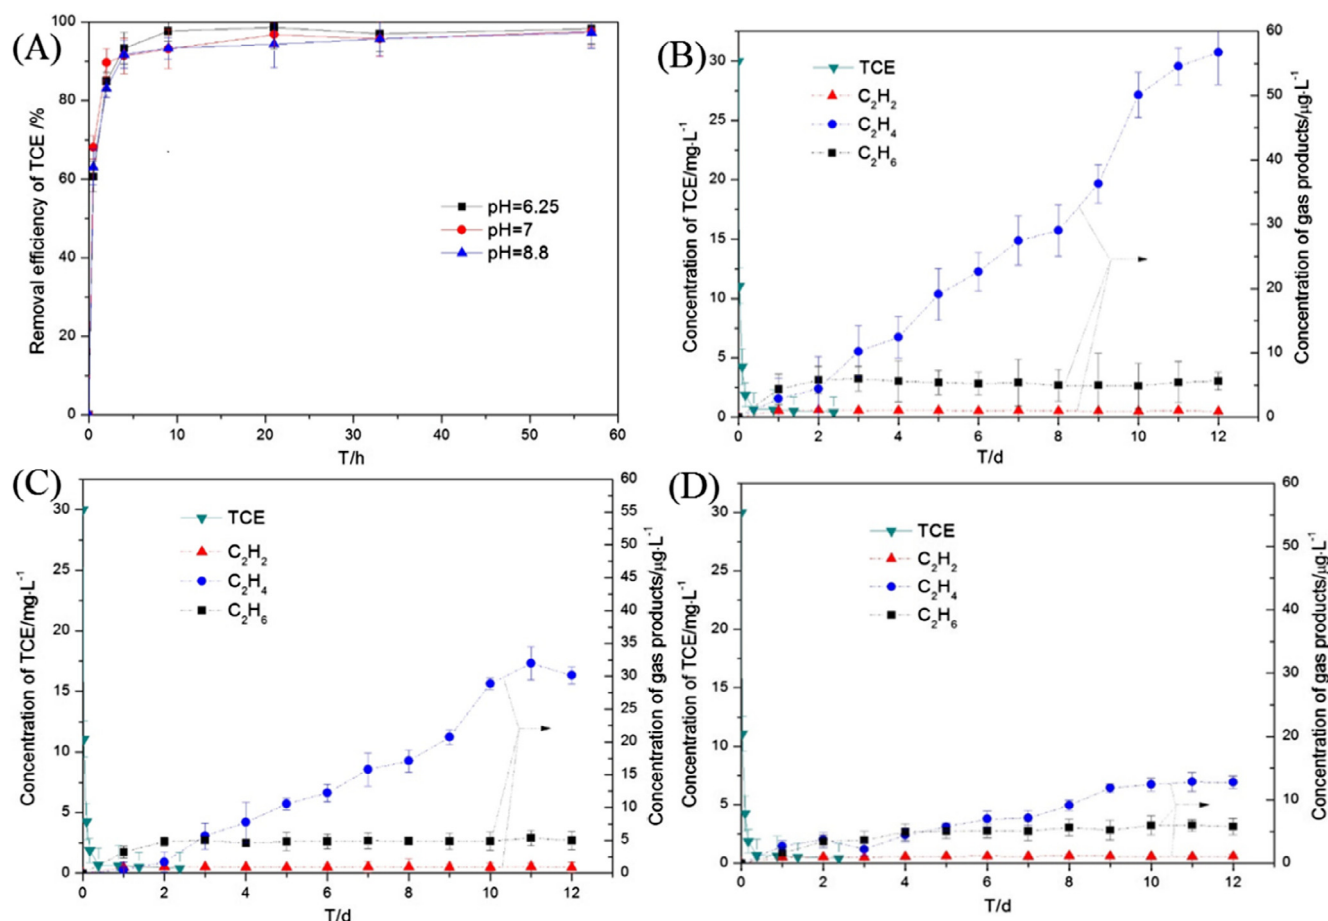 (A)
Removal efficiency of TCE /%
100
80
60
40
20
0
pH=6.25
pH=7
pH=8.8
0 10 20 30 40 50 60
T/h
(B)
Concentration of TCE/mg·L⁻¹
30
25
20
15
10
5
0
TCE
C₂H₂
C₂H₄
C₂H₆
60
50
40
30
20
10
0
Concentration of gas products/μg·L⁻¹
0 2 4 6 8 10 12
T/d
(C)
Concentration of TCE/mg·L⁻¹
30
25
20
15
10
5
0
TCE
C₂H₂
C₂H₄
C₂H₆
60
55
50
45
40
35
30
25
20
15
10
5
0
Concentration of gas products/μg·L⁻¹
0 2 4 6 8 10 12
T/d
(D)
Concentration of TCE/mg·L⁻¹
30
25
20
15
10
5
0
TCE
C₂H₂
C₂H₄
C₂H₆
60
50
40
30
20
10
0
Concentration of gas products/μg·L⁻¹
0 2 4 6 8 10 12
T/d